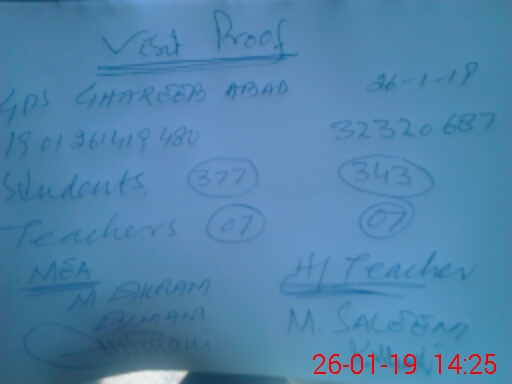 Visit Proof
GPS GHAREEB ABAD 26-1-19
1901261419480 32320687
Students 377 343
Teachers 07 07
MEA H/Teacher
M. AKRAM M. SALEEM
26-01-19 14:25